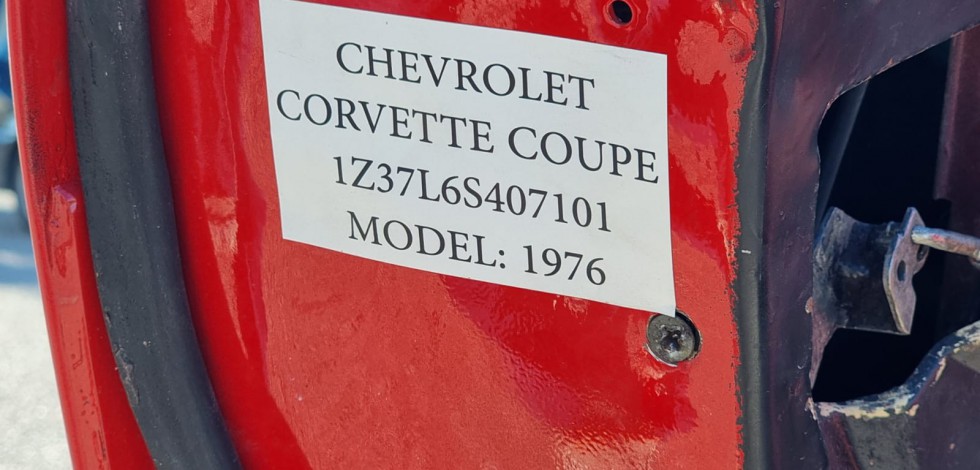 CHEVROLET
CORVETTE COUPE
1Z37L6S407101
MODEL: 1976